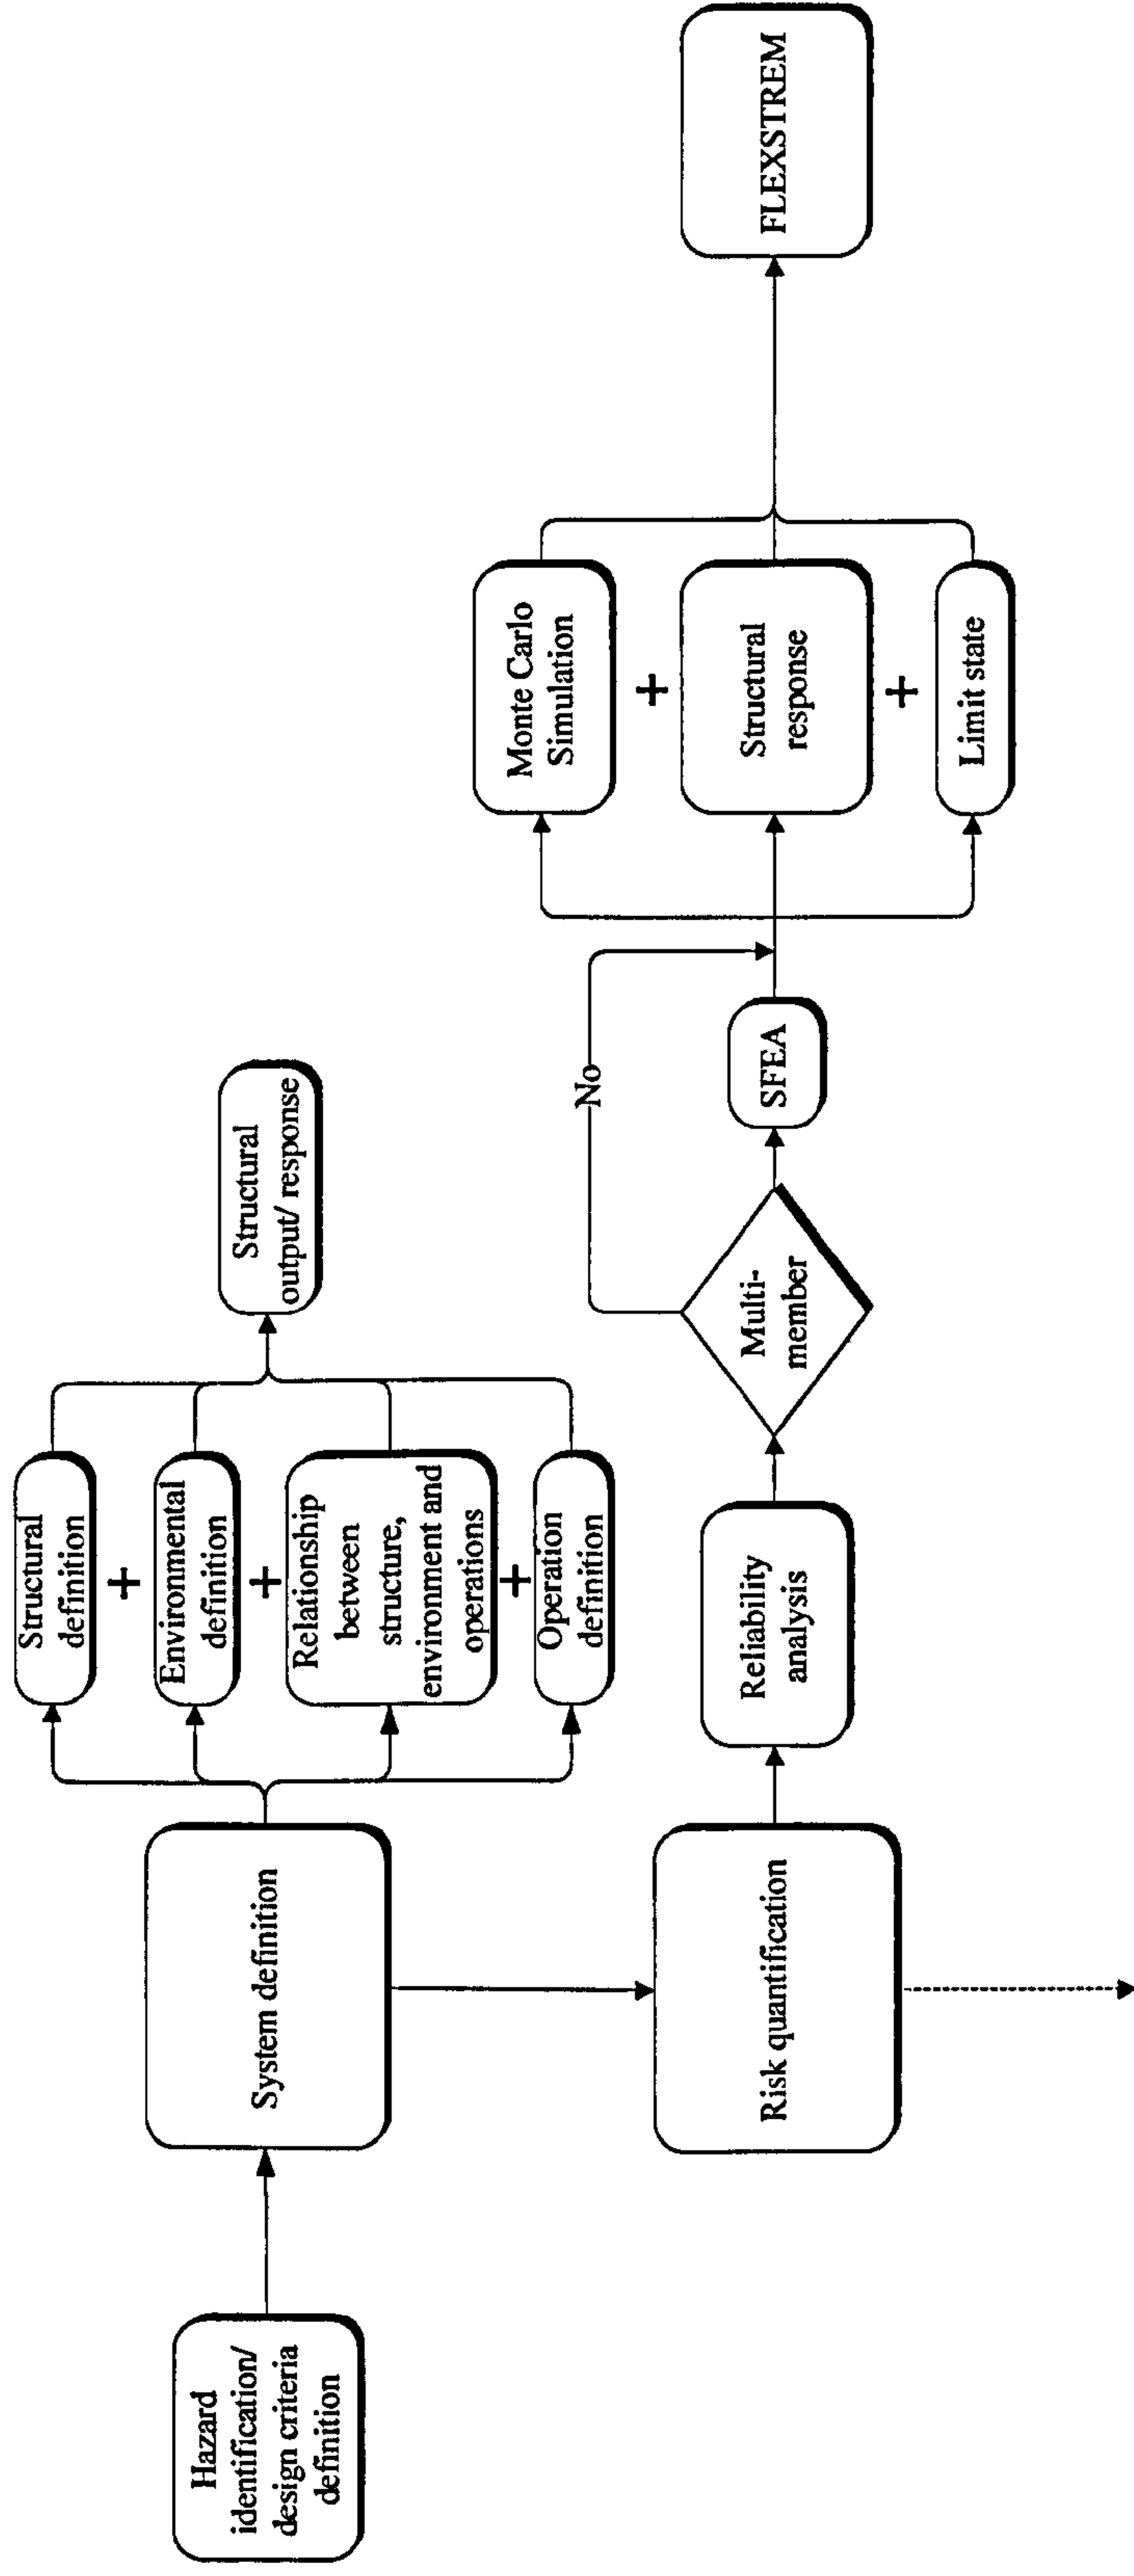 Hazard
identification/
design criteria
definition
System definition
Structural
definition
+
Environmental
definition
+
Relationship
between
structure,
environment and
operations
+
Operation
definition
Structural
output/ response
Risk quantification
Reliability
analysis
Multi-
member
No
SFEA
Monte Carlo
Simulation
+
Structural
response
+
Limit state
FLEXSTREM